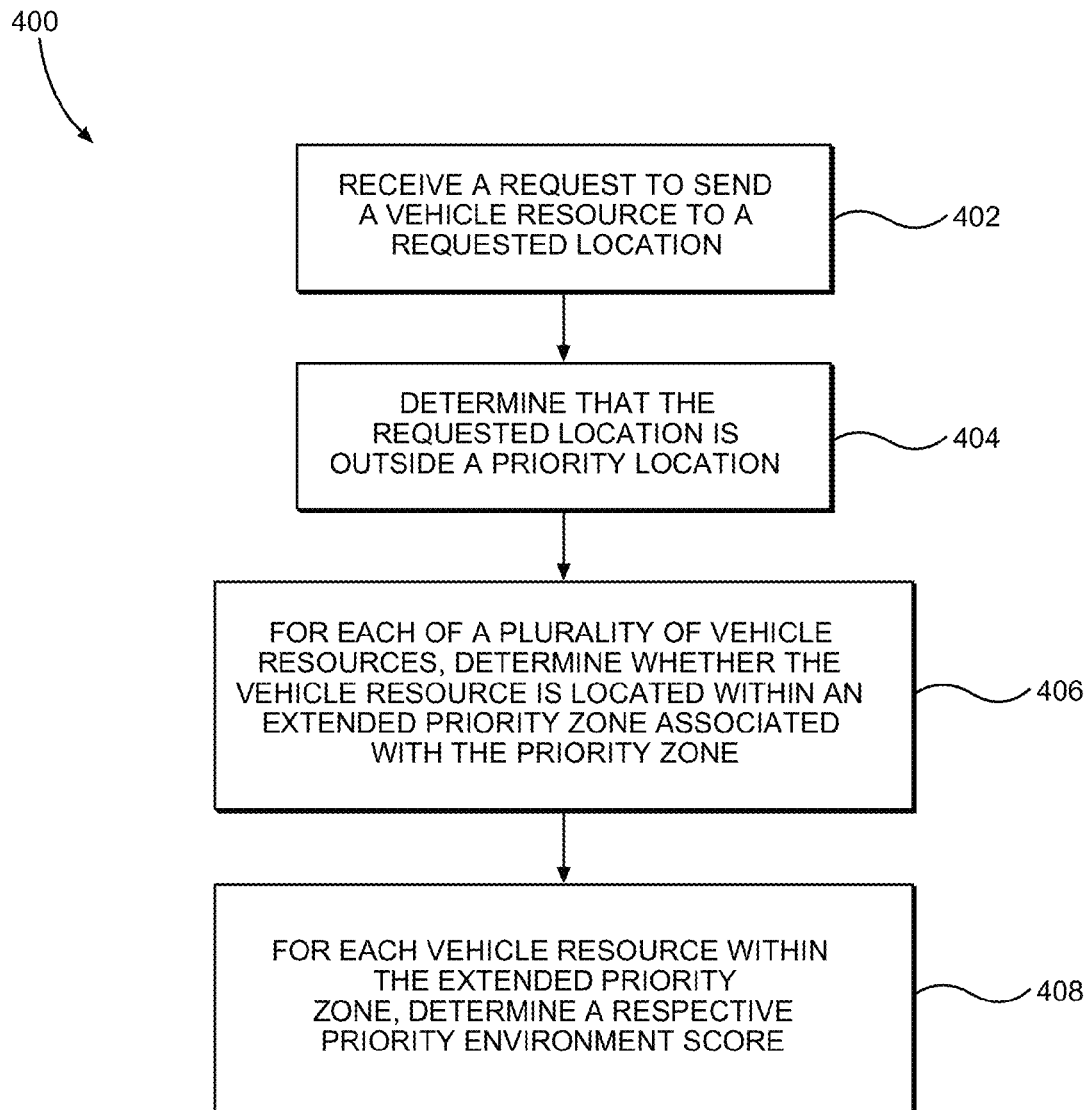 400
RECEIVE A REQUEST TO SEND
A VEHICLE RESOURCE TO A
REQUESTED LOCATION
402
DETERMINE THAT THE
REQUESTED LOCATION IS
OUTSIDE A PRIORITY LOCATION
404
FOR EACH OF A PLURALITY OF VEHICLE
RESOURCES, DETERMINE WHETHER THE
VEHICLE RESOURCE IS LOCATED WITHIN AN
EXTENDED PRIORITY ZONE ASSOCIATED
WITH THE PRIORITY ZONE
406
FOR EACH VEHICLE RESOURCE WITHIN
THE EXTENDED PRIORITY
ZONE, DETERMINE A RESPECTIVE
PRIORITY ENVIRONMENT SCORE
408